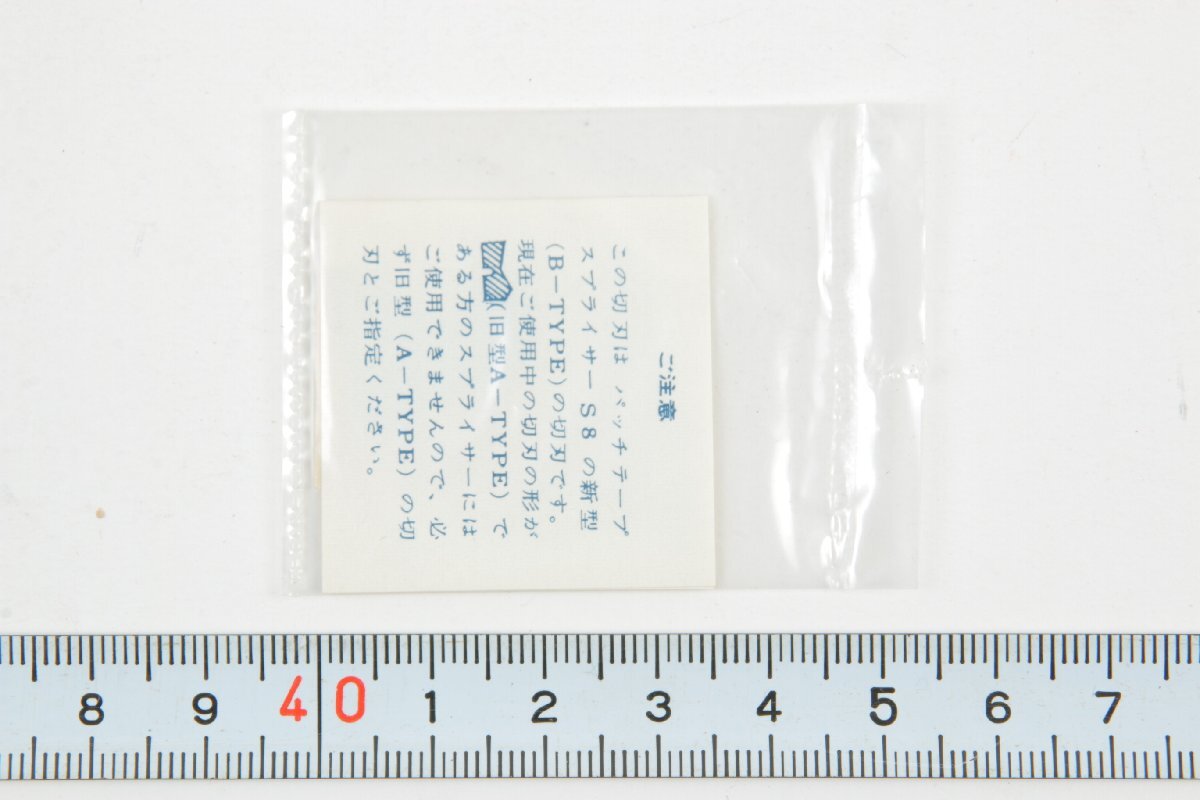 ご注意
この切刃は パッチテープ
スプライサーS8の新型
(B-TYPE)の切刃です。
現在ご使用中の切刃の形が
(旧型A-TYPE)で
ある方のスプライサーには
ご使用できませんので、必
ず旧型(A-TYPE)の切
刃とご指定ください。
8 9 40 1 2 3 4 5 6 7